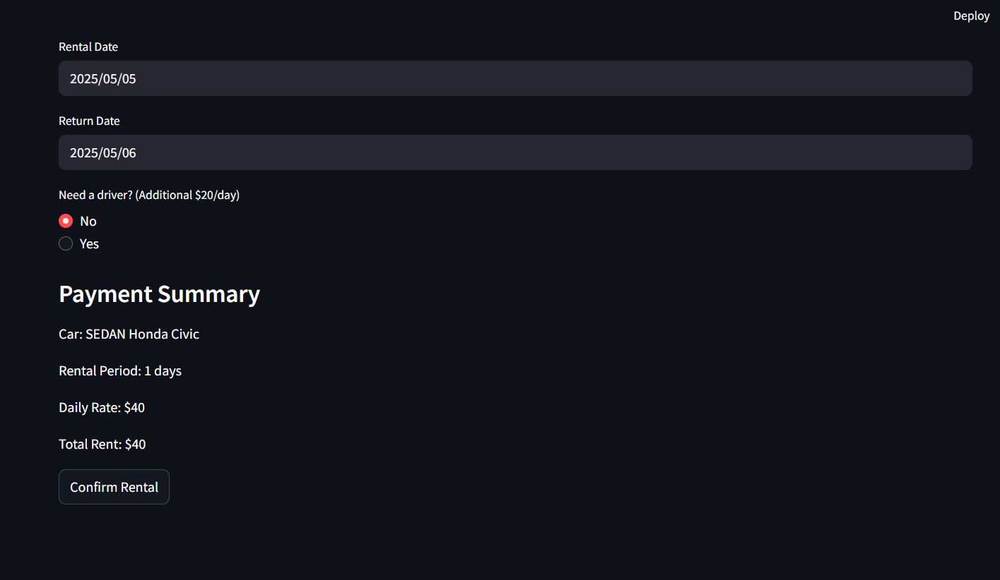 Deploy
Rental Date
2025/05/05
Return Date
2025/05/06
Need a driver? (Additional $20/day)
No
Yes
Payment Summary
Car: SEDAN Honda Civic
Rental Period: 1 days
Daily Rate: $40
Total Rent: $40
Confirm Rental